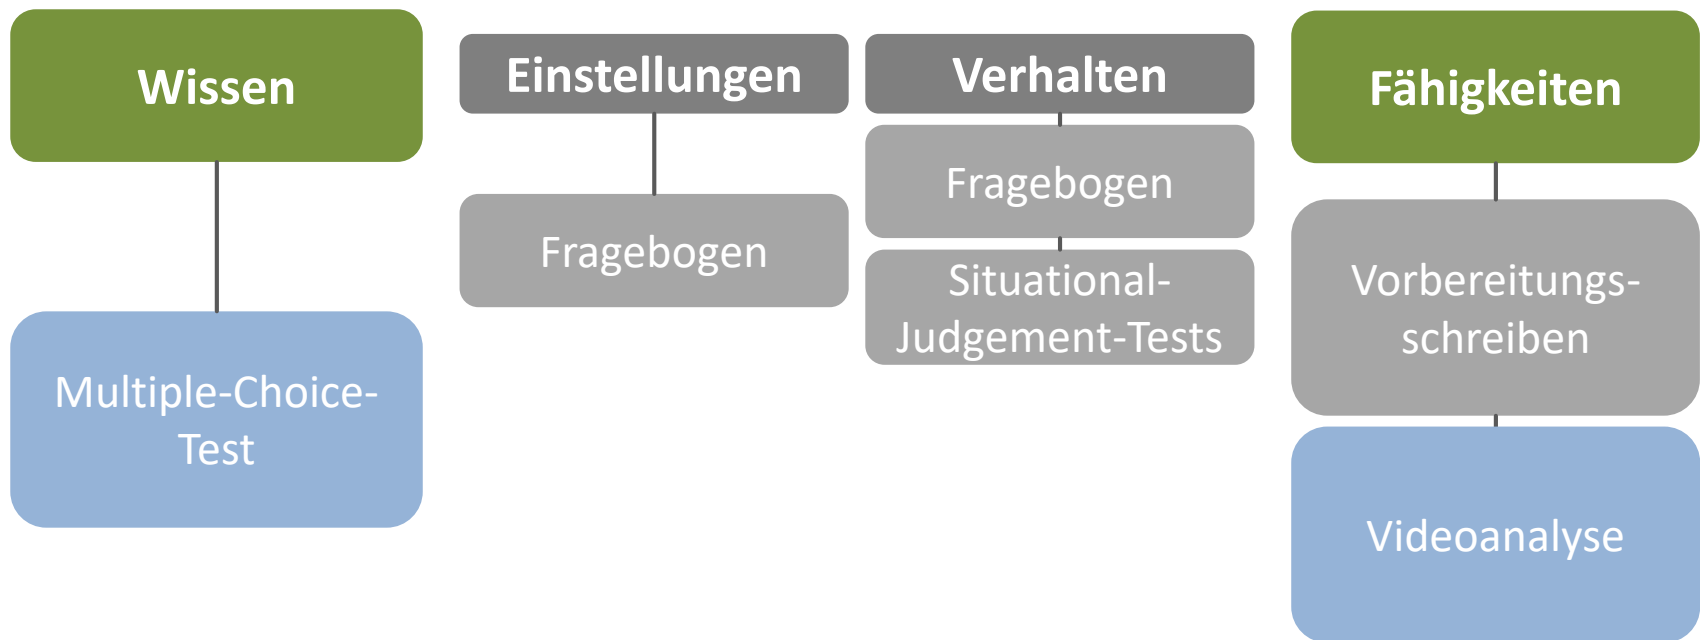 Wissen
Multiple-Choice-
Test
Einstellungen
Fragebogen
Verhalten
Fragebogen
Situational-
Judgement-Tests
Fähigkeiten
Vorbereitungs-
schreiben
Videoanalyse